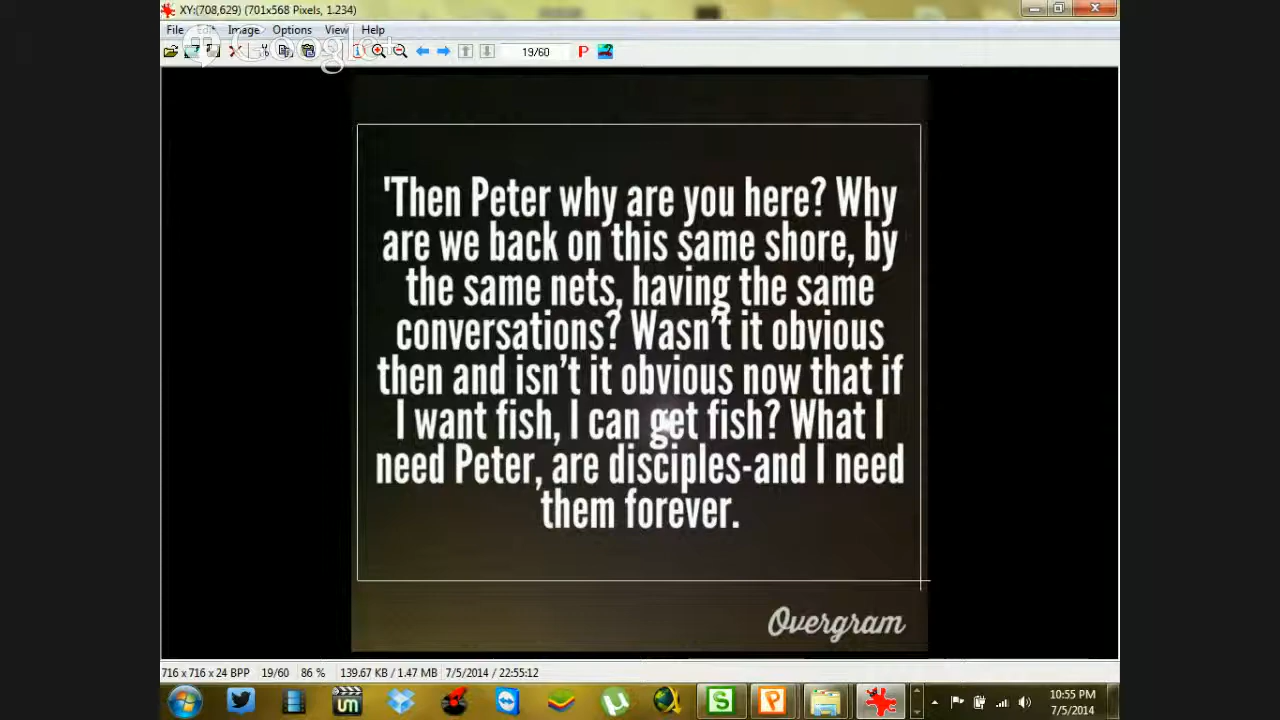 XY:(708,629) (701x568 Pixels, 1.234)
File Edit Image Options View Help
Google+
19/60
'Then Peter why are you here? Why
are we back on this same shore, by
the same nets, having the same
conversations? Wasn't it obvious
then and isn't it obvious now that if
I want fish, I can get fish? What I
need Peter, are disciples-and I need
them forever.
Overgram
716 x 716 x 24 BPP 19/60 86 % 139.67 KB / 1.47 MB 7/5/2014 / 22:55:12
10:55 PM
7/5/2014